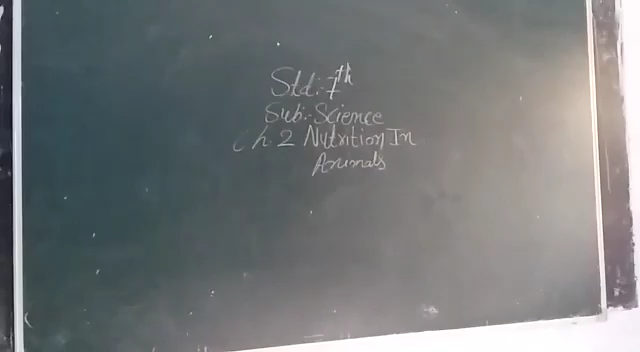 Std:-7th
Sub:-Science
Ch 2 Nutrition In
Animals